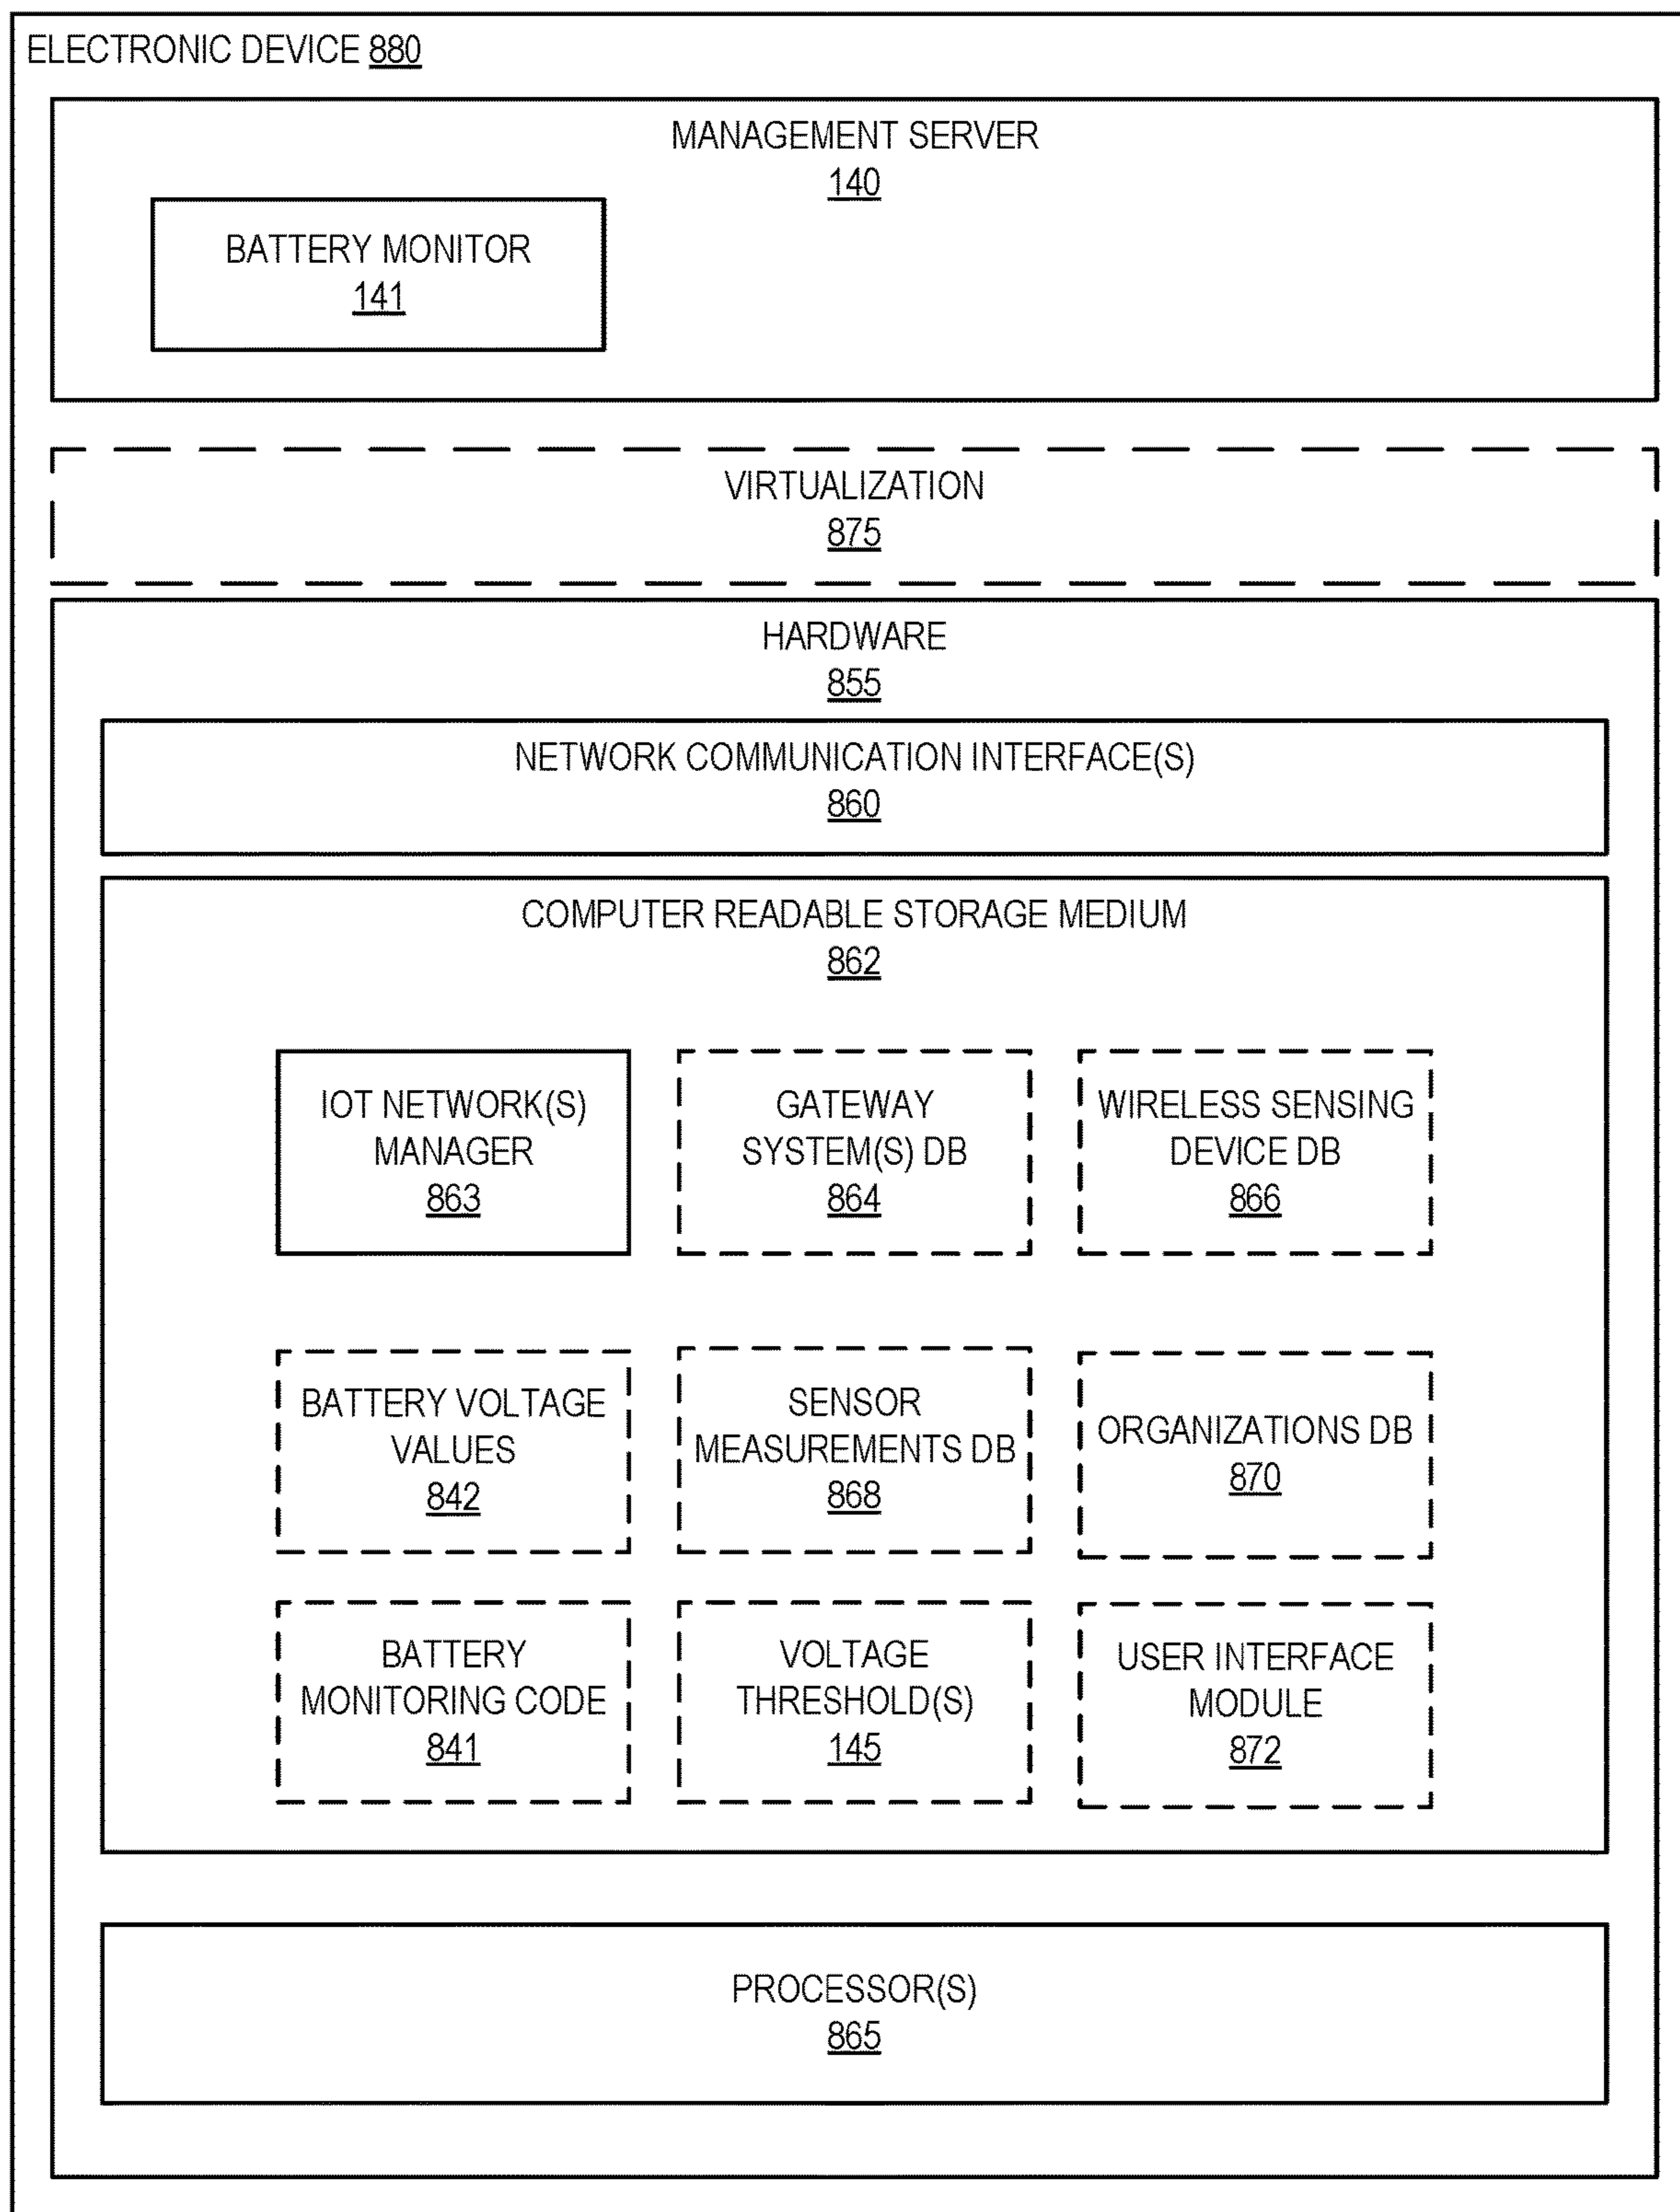 ELECTRONIC DEVICE 880
MANAGEMENT SERVER
140
BATTERY MONITOR
141
VIRTUALIZATION
875
HARDWARE
855
NETWORK COMMUNICATION INTERFACE(S)
860
COMPUTER READABLE STORAGE MEDIUM
862
IOT NETWORK(S)
MANAGER
863
GATEWAY
SYSTEM(S) DB
864
WIRELESS SENSING
DEVICE DB
866
BATTERY VOLTAGE
VALUES
842
SENSOR
MEASUREMENTS DB
868
ORGANIZATIONS DB
870
BATTERY
MONITORING CODE
841
VOLTAGE
THRESHOLD(S)
145
USER INTERFACE
MODULE
872
PROCESSOR(S)
865